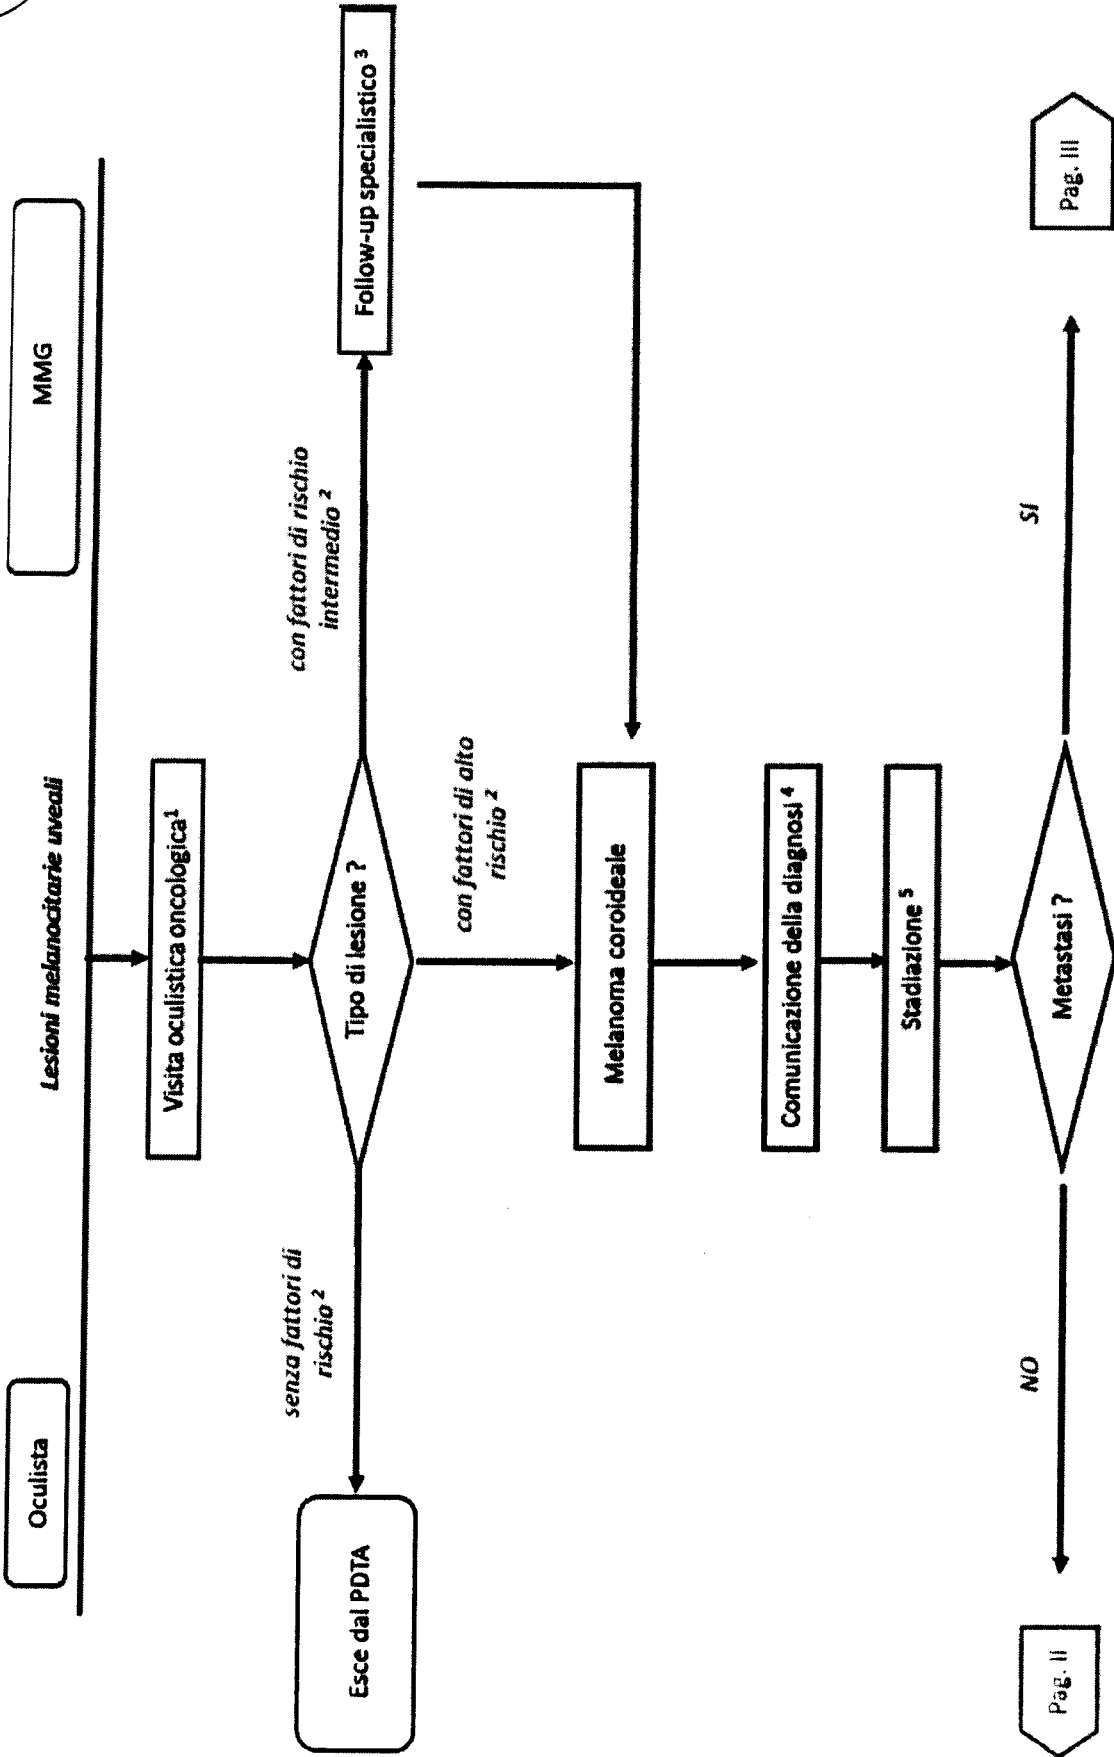 Oculista
MMG
Lesioni melanocitarie uveali
Visita oculistica oncologica¹
Tipo di lesione ?
senza fattori di
rischio ²
con fattori di rischio
intermedio ²
Esce dal PDTA
Follow-up specialistico ³
con fattori di alto
rischio ²
Melanoma coroideale
Comunicazione della diagnosi ⁴
Stadiazione ⁵
Metastasi ?
NO
SI
Pag. II
Pag. III